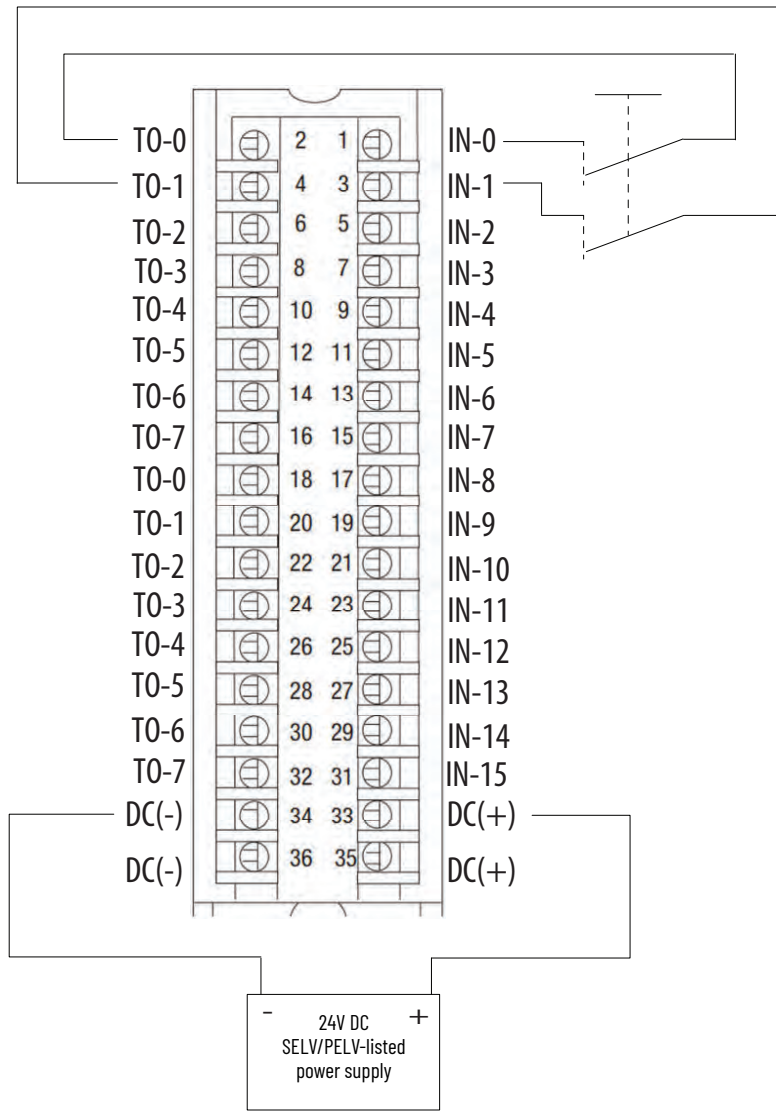 TO-0 2 1 IN-0
TO-1 4 3 IN-1
TO-2 6 5 IN-2
TO-3 8 7 IN-3
TO-4 10 9 IN-4
TO-5 12 11 IN-5
TO-6 14 13 IN-6
TO-7 16 15 IN-7
TO-0 18 17 IN-8
TO-1 20 19 IN-9
TO-2 22 21 IN-10
TO-3 24 23 IN-11
TO-4 26 25 IN-12
TO-5 28 27 IN-13
TO-6 30 29 IN-14
TO-7 32 31 IN-15
DC(-) 34 33 DC(+)
DC(-) 36 35 DC(+)
- 24V DC +
SELV/PELV-listed
power supply